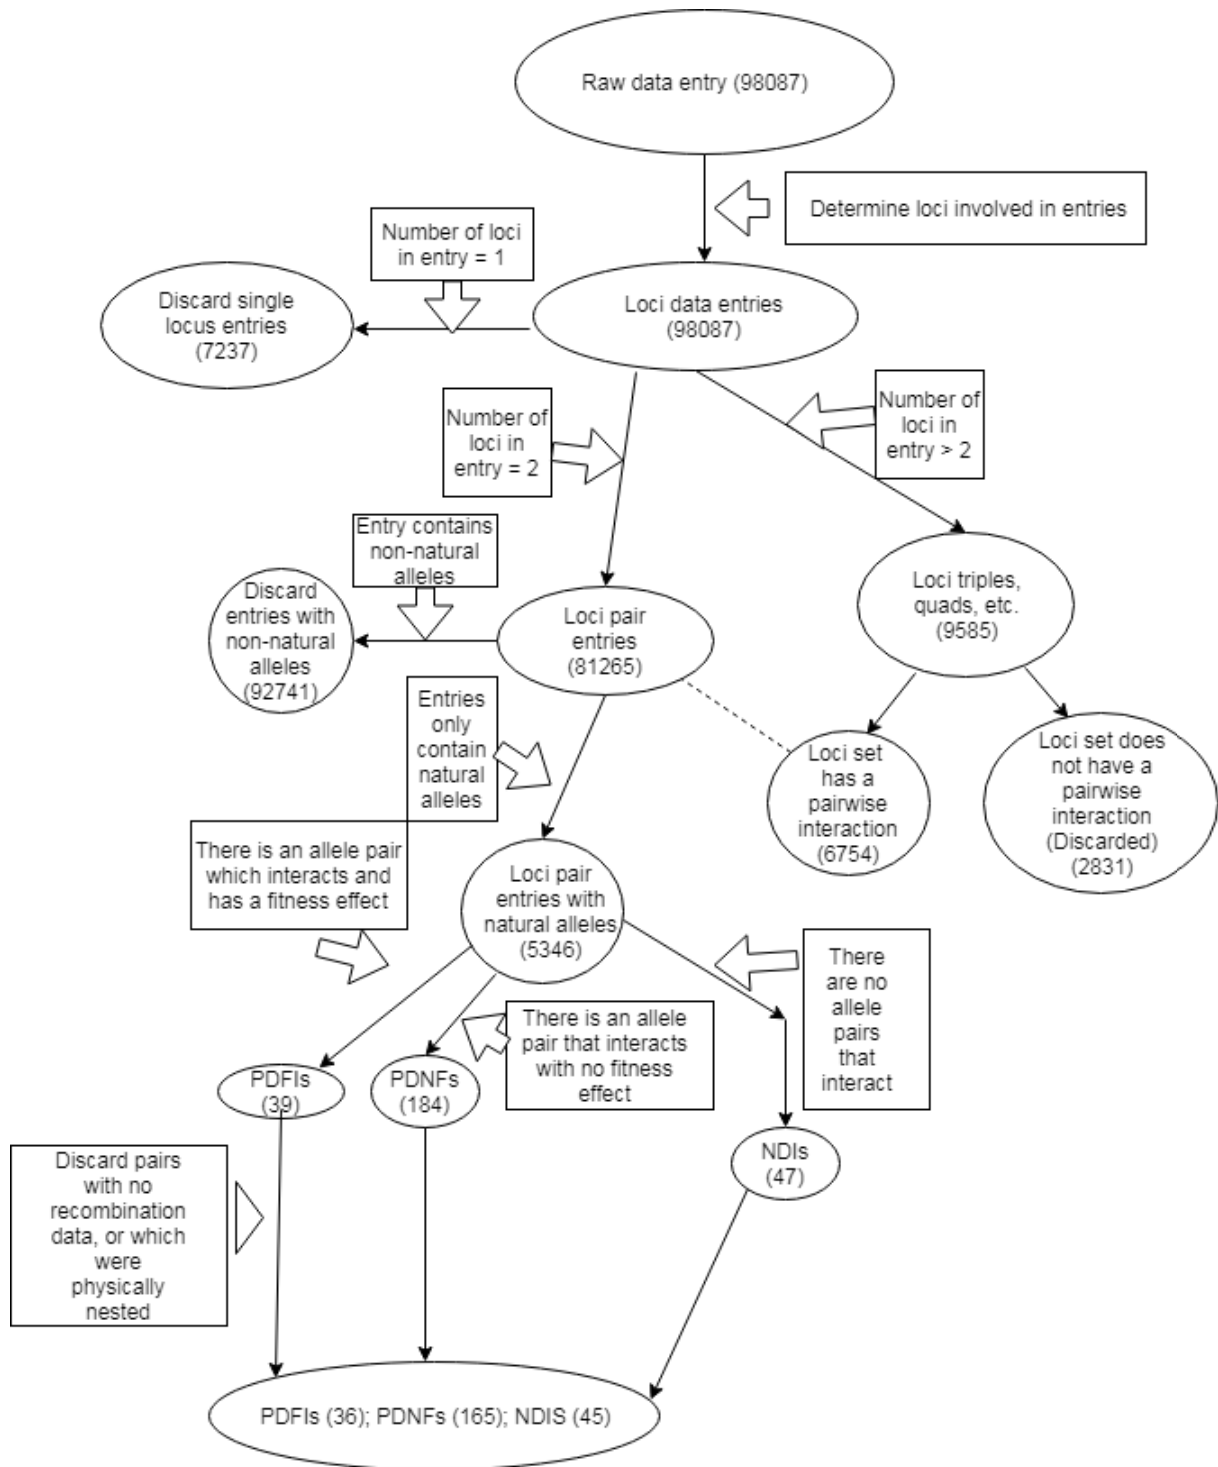 Raw data entry (98087)
Determine loci involved in entries
Number of loci
in entry = 1
Discard single
locus entries
(7237)
Loci data entries
(98087)
Number of
loci in
entry = 2
Number of
loci in
entry > 2
Entry contains
non-natural
alleles
Discard
entries with
non-natural
alleles
(92741)
Loci pair
entries
(81265)
Loci triples,
quads, etc.
(9585)
Entries
only
contain
natural
alleles
Loci set
has a
pairwise
interaction
(6754)
Loci set does
not have a
pairwise
interaction
(Discarded)
(2831)
There is an allele pair
which interacts and
has a fitness effect
Loci pair
entries with
natural alleles
(5346)
There
are no
allele
pairs
that
interact
There is an allele
pair that interacts
with no fitness
effect
PDFIs
(39)
PDNFs
(184)
NDIs
(47)
Discard pairs
with no
recombination
data, or which
were
physically
nested
PDFIs (36); PDNFs (165); NDIS (45)